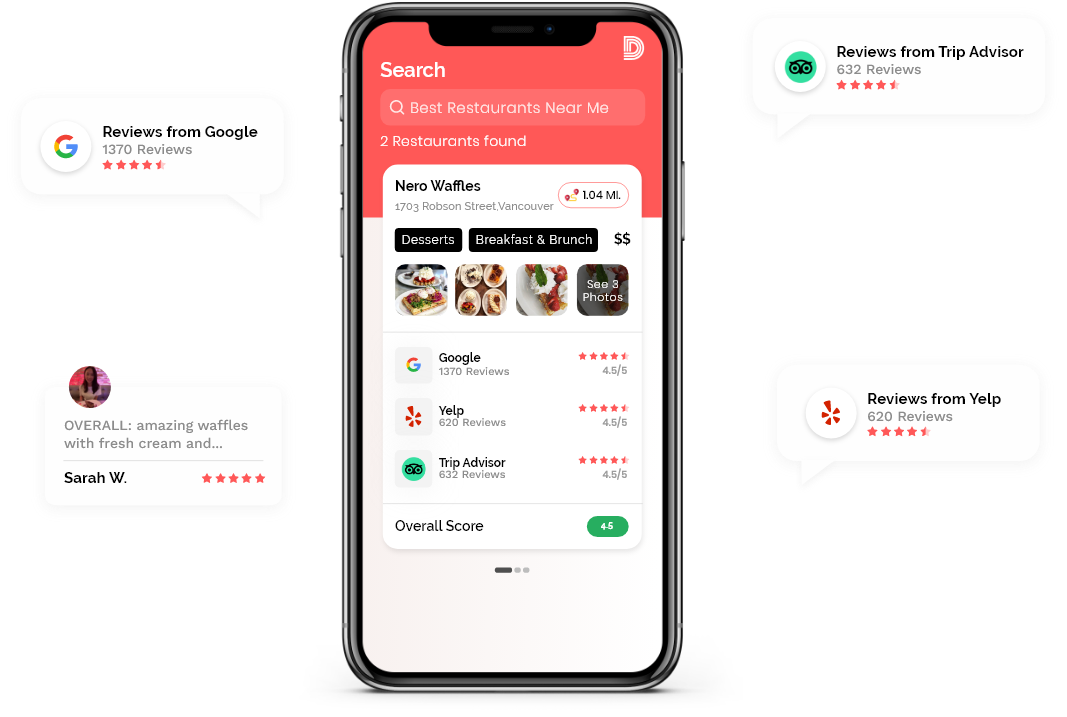 Search
Best Restaurants Near Me
2 Restaurants found
Nero Waffles
1703 Robson Street,Vancouver
1.04 MI.
Desserts
Breakfast & Brunch
$$
See 3
Photos
Google
1370 Reviews
4.5/5
Yelp
620 Reviews
4.5/5
Trip Advisor
632 Reviews
4.5/5
Overall Score
4.5
Reviews from Google
1370 Reviews
OVERALL: amazing waffles
with fresh cream and...
Sarah W.
Reviews from Trip Advisor
632 Reviews
Reviews from Yelp
620 Reviews